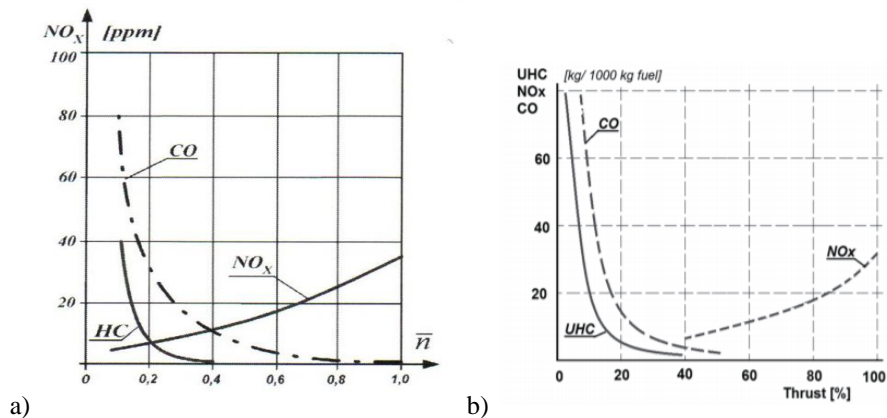 NOX [ppm]
100
80
60
40
20
0
0,2
0,4
0,6
0,8
1,0
n̄
CO
NOX
HC
a)
UHC [kg/ 1000 kg fuel]
NOx
CO
60
40
20
0
20
40
60
80
100
Thrust [%]
CO
NOx
UHC
b)